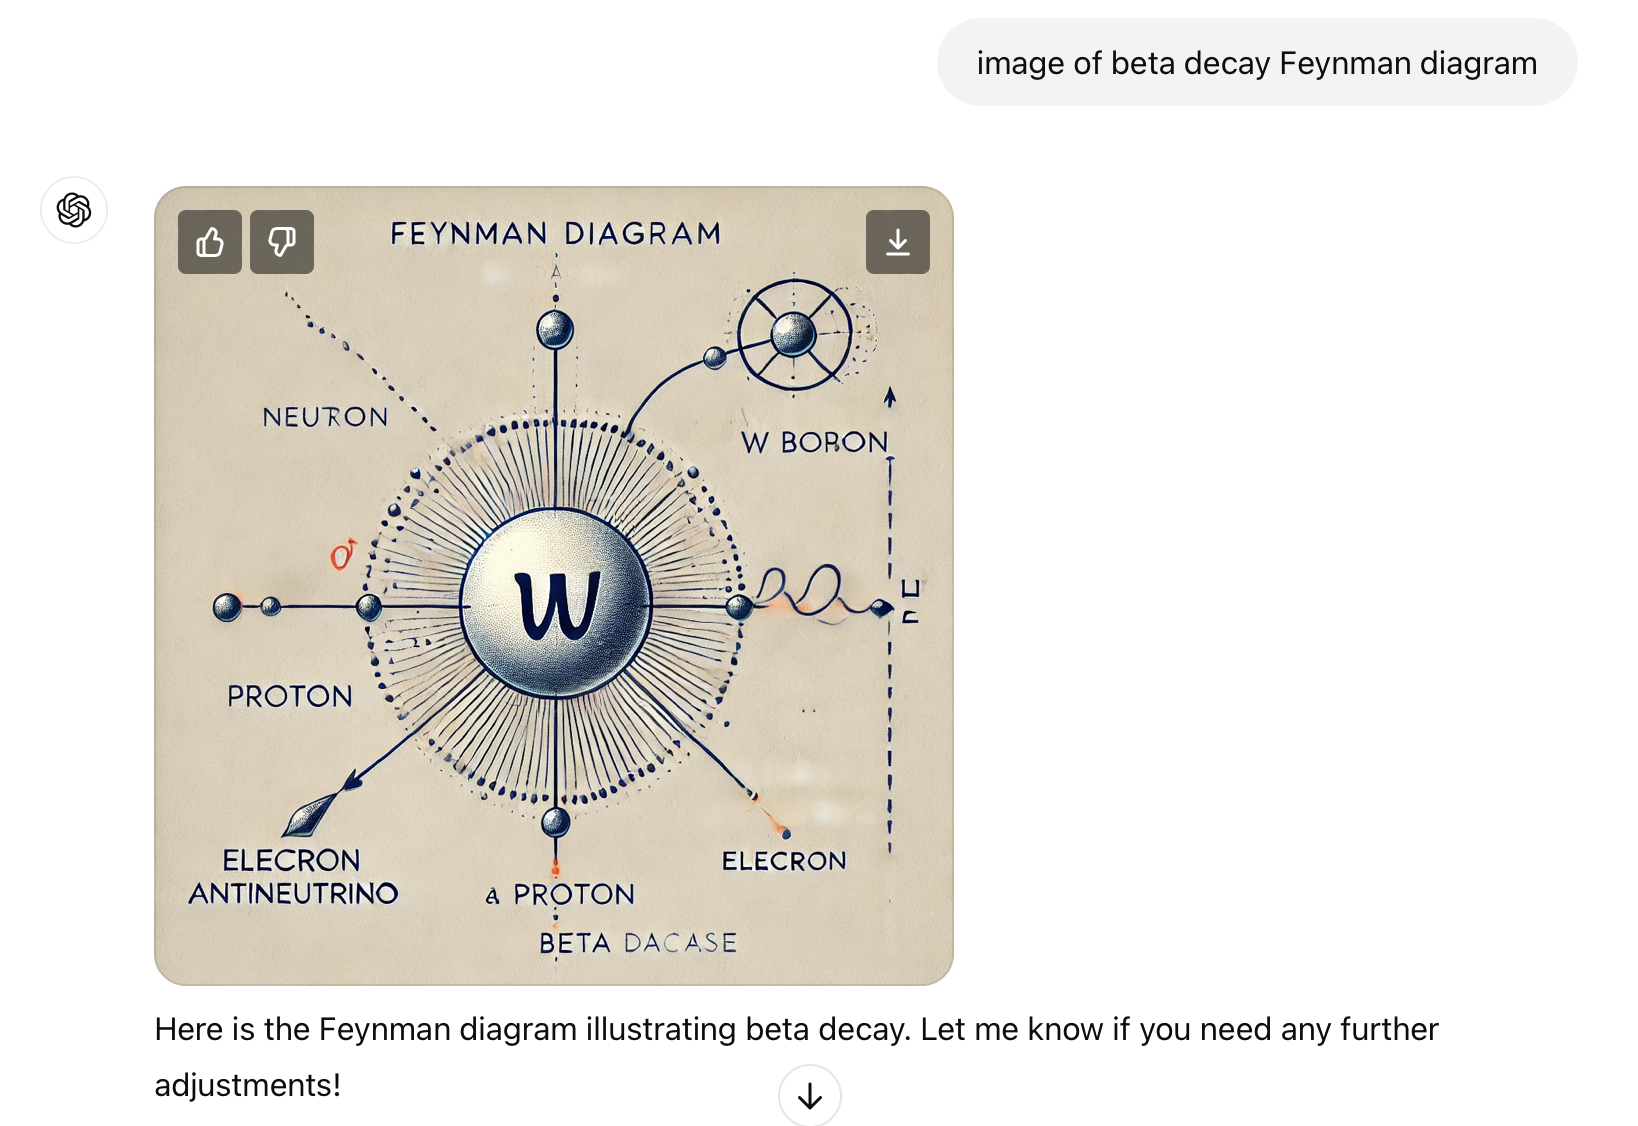 image of beta decay Feynman diagram
FEYNMAN DIAGRAM
NEUTRON
W BORON
W
PROTON
ELECRON
ANTINEUTRINO
a PROTON
ELECRON
BETA DACASE
Here is the Feynman diagram illustrating beta decay. Let me know if you need any further
adjustments!